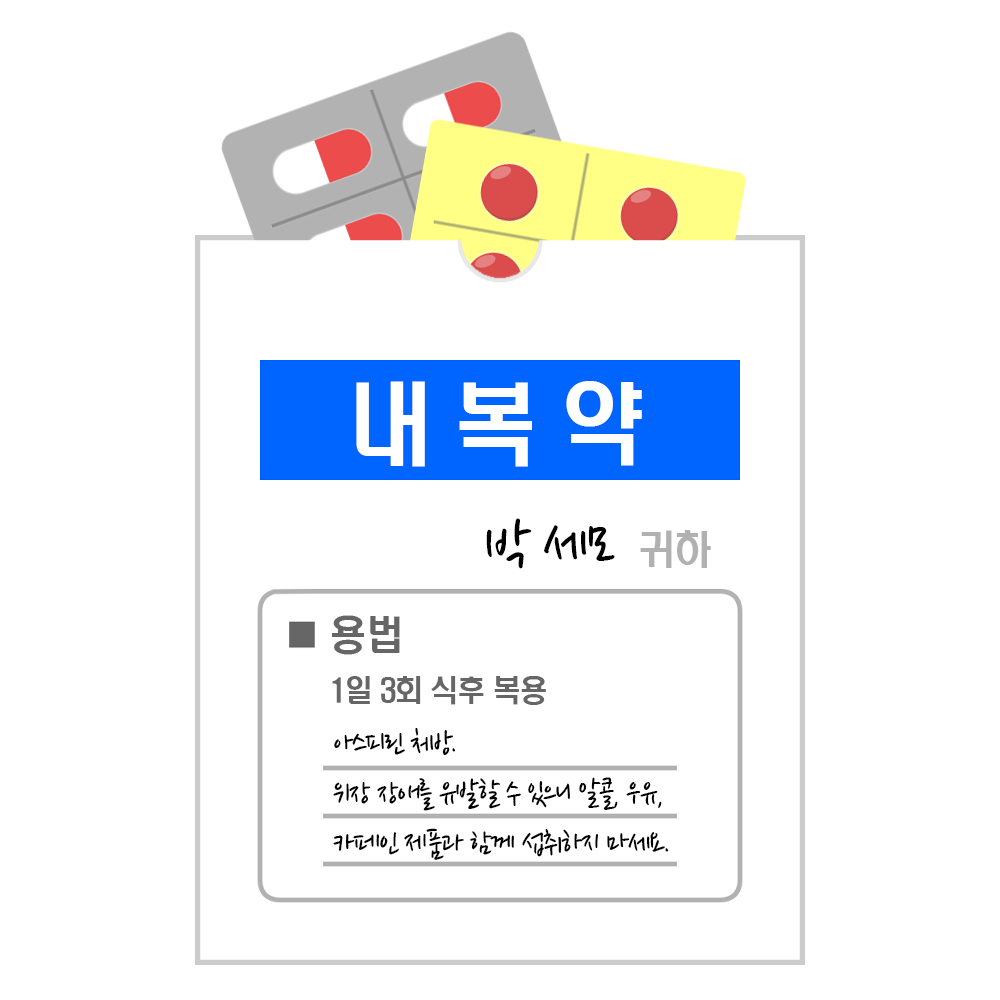 내복약
박세모 귀하
■ 용법
1일 3회 식후 복용
아스피린 처방.
위장 장애를 유발할 수 있으니 알콜, 우유,
카페인 제품과 함께 섭취하지 마세요.